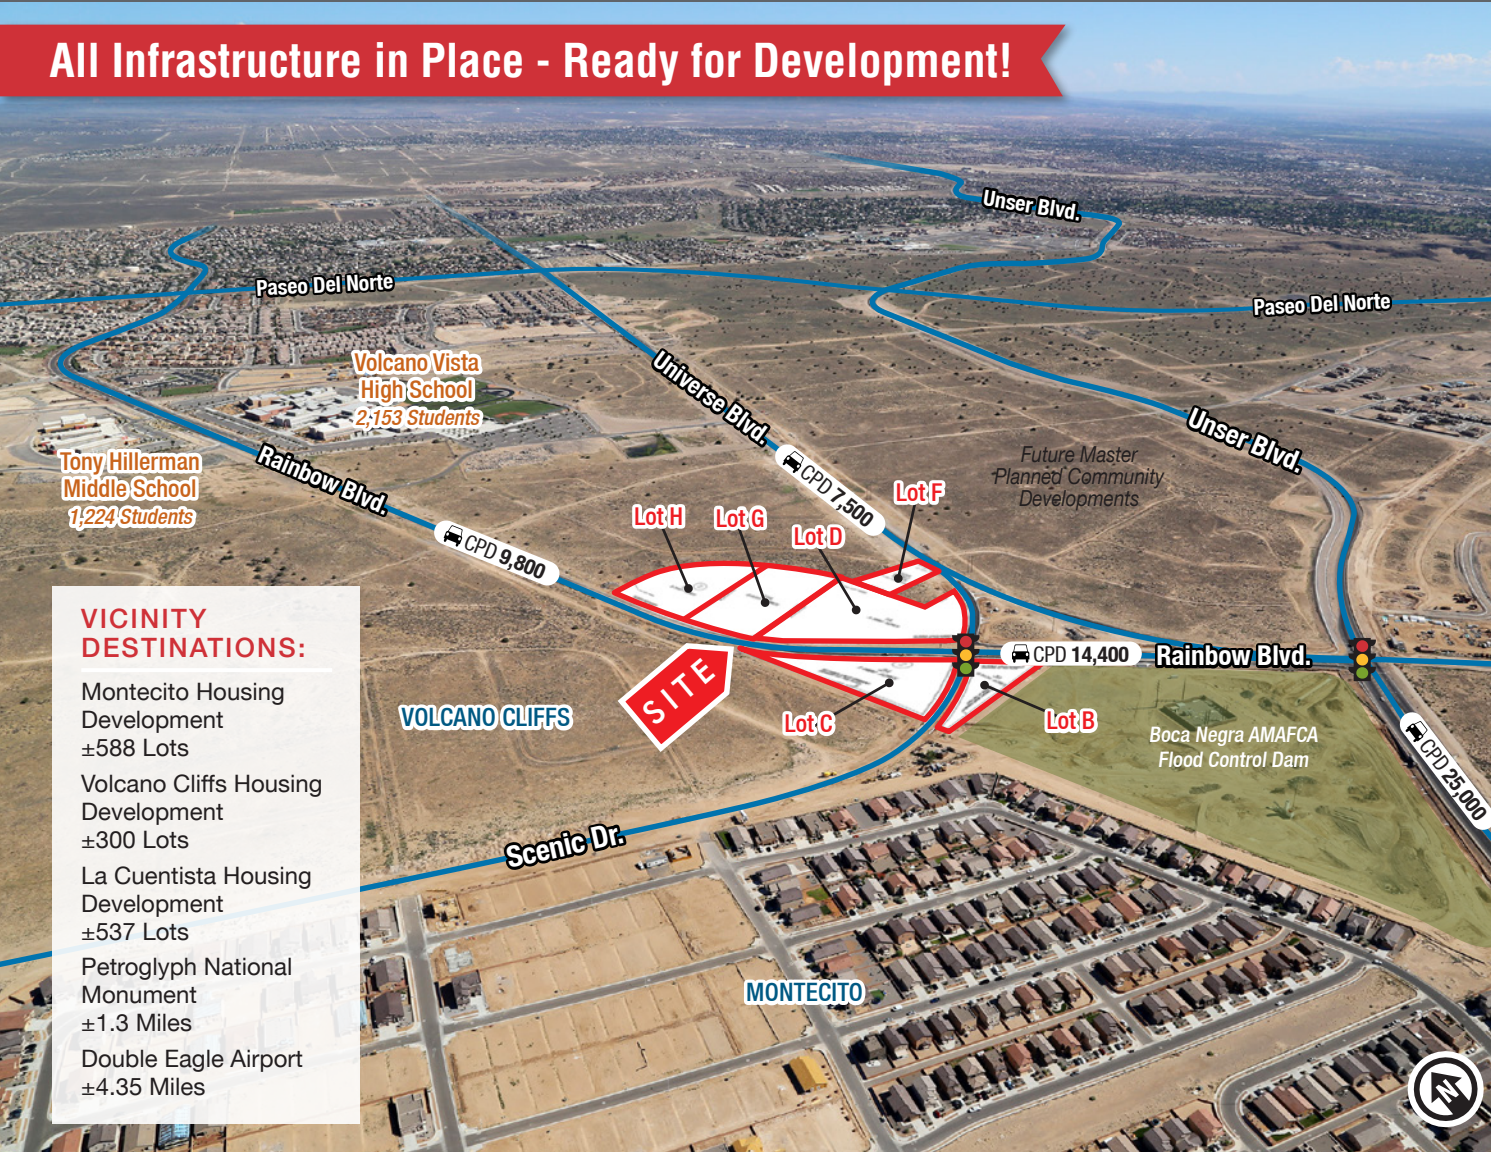 All Infrastructure in Place - Ready for Development!
Unser Blvd.
Paseo Del Norte
Paseo Del Norte
Volcano Vista
High School
2,153 Students
Universe Blvd.
Unser Blvd.
Tony Hillerman
Middle School
1,224 Students
Rainbow Blvd.
CPD 7,500
Future Master
Planned Community
Developments
Lot F
Lot H
Lot G
Lot D
CPD 9,800
CPD 14,400
Rainbow Blvd.
SITE
VOLCANO CLIFFS
Lot C
Lot B
Boca Negra AMAFCA
Flood Control Dam
CPD 25,000
Scenic Dr.
MONTECITO
VICINITY
DESTINATIONS:
Montecito Housing
Development
±588 Lots
Volcano Cliffs Housing
Development
±300 Lots
La Cuentista Housing
Development
±537 Lots
Petroglyph National
Monument
±1.3 Miles
Double Eagle Airport
±4.35 Miles
N